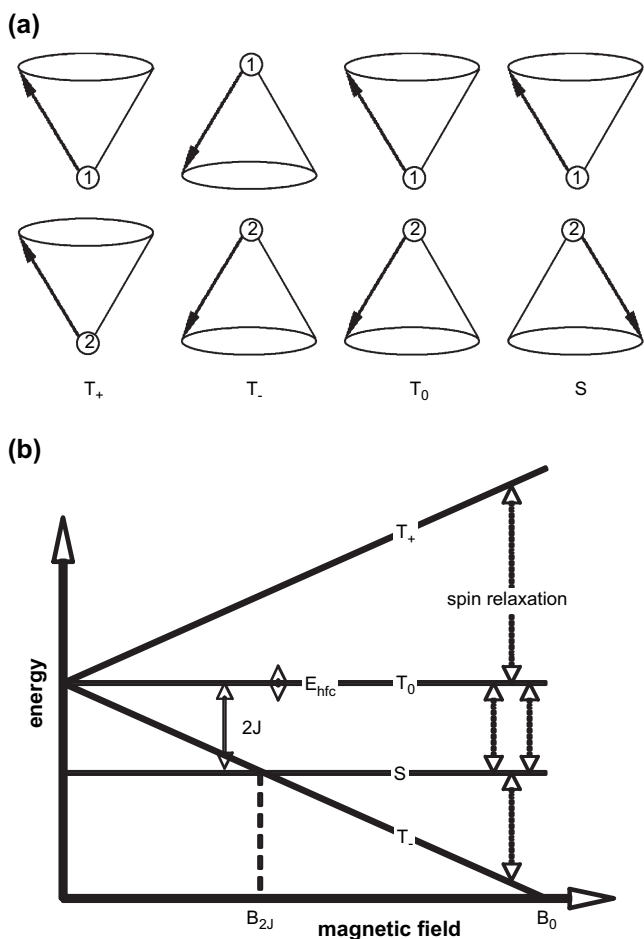 (a)
1 1 1 1
2 2 2 2
T+ T- T0 S
(b)
T+
spin relaxation
Ehfc T0
2J
S
T-
energy
B2J B0
magnetic field